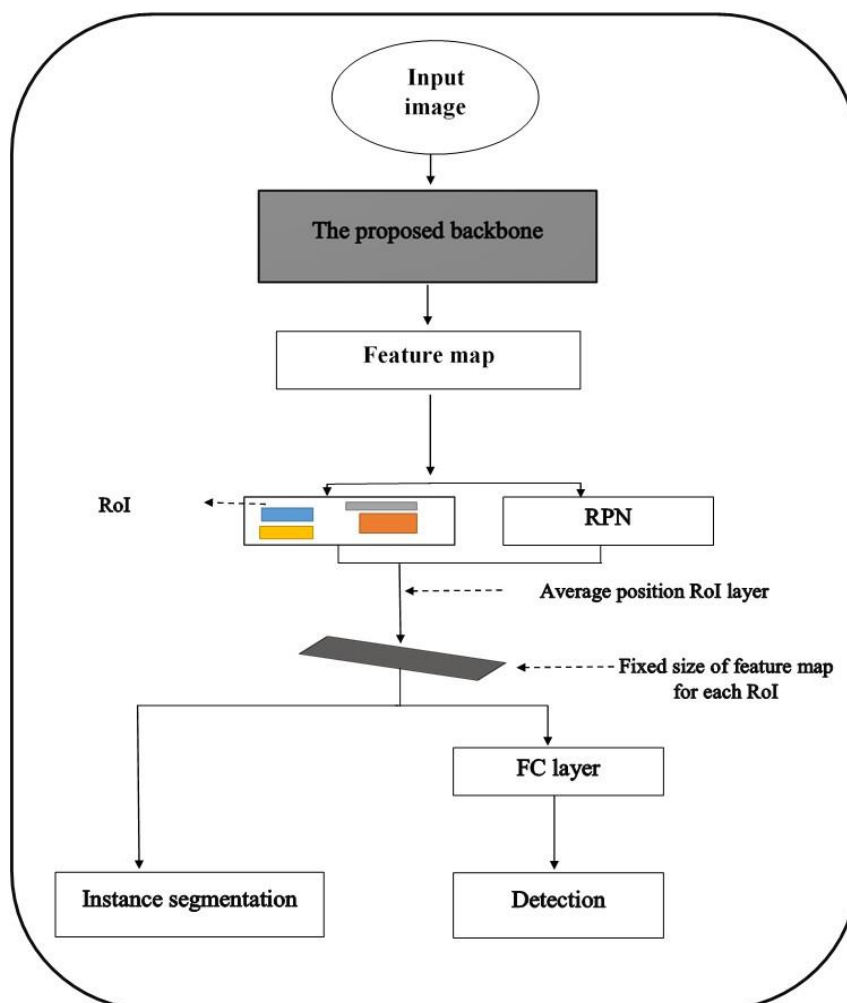 Input
image
The proposed backbone
Feature map
RoI
RPN
Average position RoI layer
Fixed size of feature map
for each RoI
FC layer
Instance segmentation
Detection